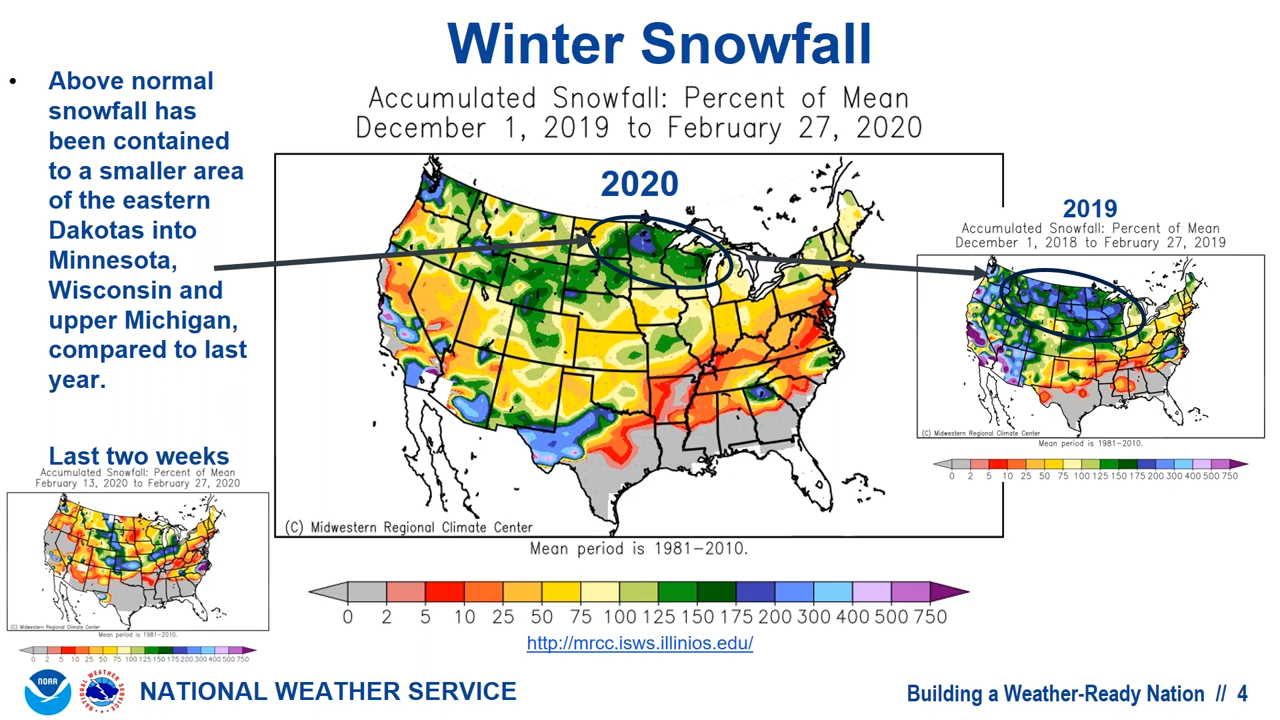 Winter Snowfall
• Above normal
snowfall has
been contained
to a smaller area
of the eastern
Dakotas into
Minnesota,
Wisconsin and
upper Michigan,
compared to last
year.
Accumulated Snowfall: Percent of Mean
December 1, 2019 to February 27, 2020
2020
(C) Midwestern Regional Climate Center
Mean period is 1981-2010.
0 2 5 10 25 50 75 100 125 150 175 200 300 400 500 750
http://mrcc.isws.illinios.edu/
2019
Accumulated Snowfall: Percent of Mean
December 1, 2018 to February 27, 2019
(C) Midwestern Regional Climate Center
Mean period is 1981-2010.
0 2 5 10 25 50 75 100 125 150 175 200 300 400 500 750
Last two weeks
Accumulated Snowfall: Percent of Mean
February 13, 2020 to February 27, 2020
(C) Midwestern Regional Climate Center
Mean period is 1981-2010.
0 2 5 10 25 50 75 100 125 150 175 200 300 400 500 750
NOAA
NATIONAL WEATHER SERVICE
NATIONAL WEATHER SERVICE
Building a Weather-Ready Nation // 4